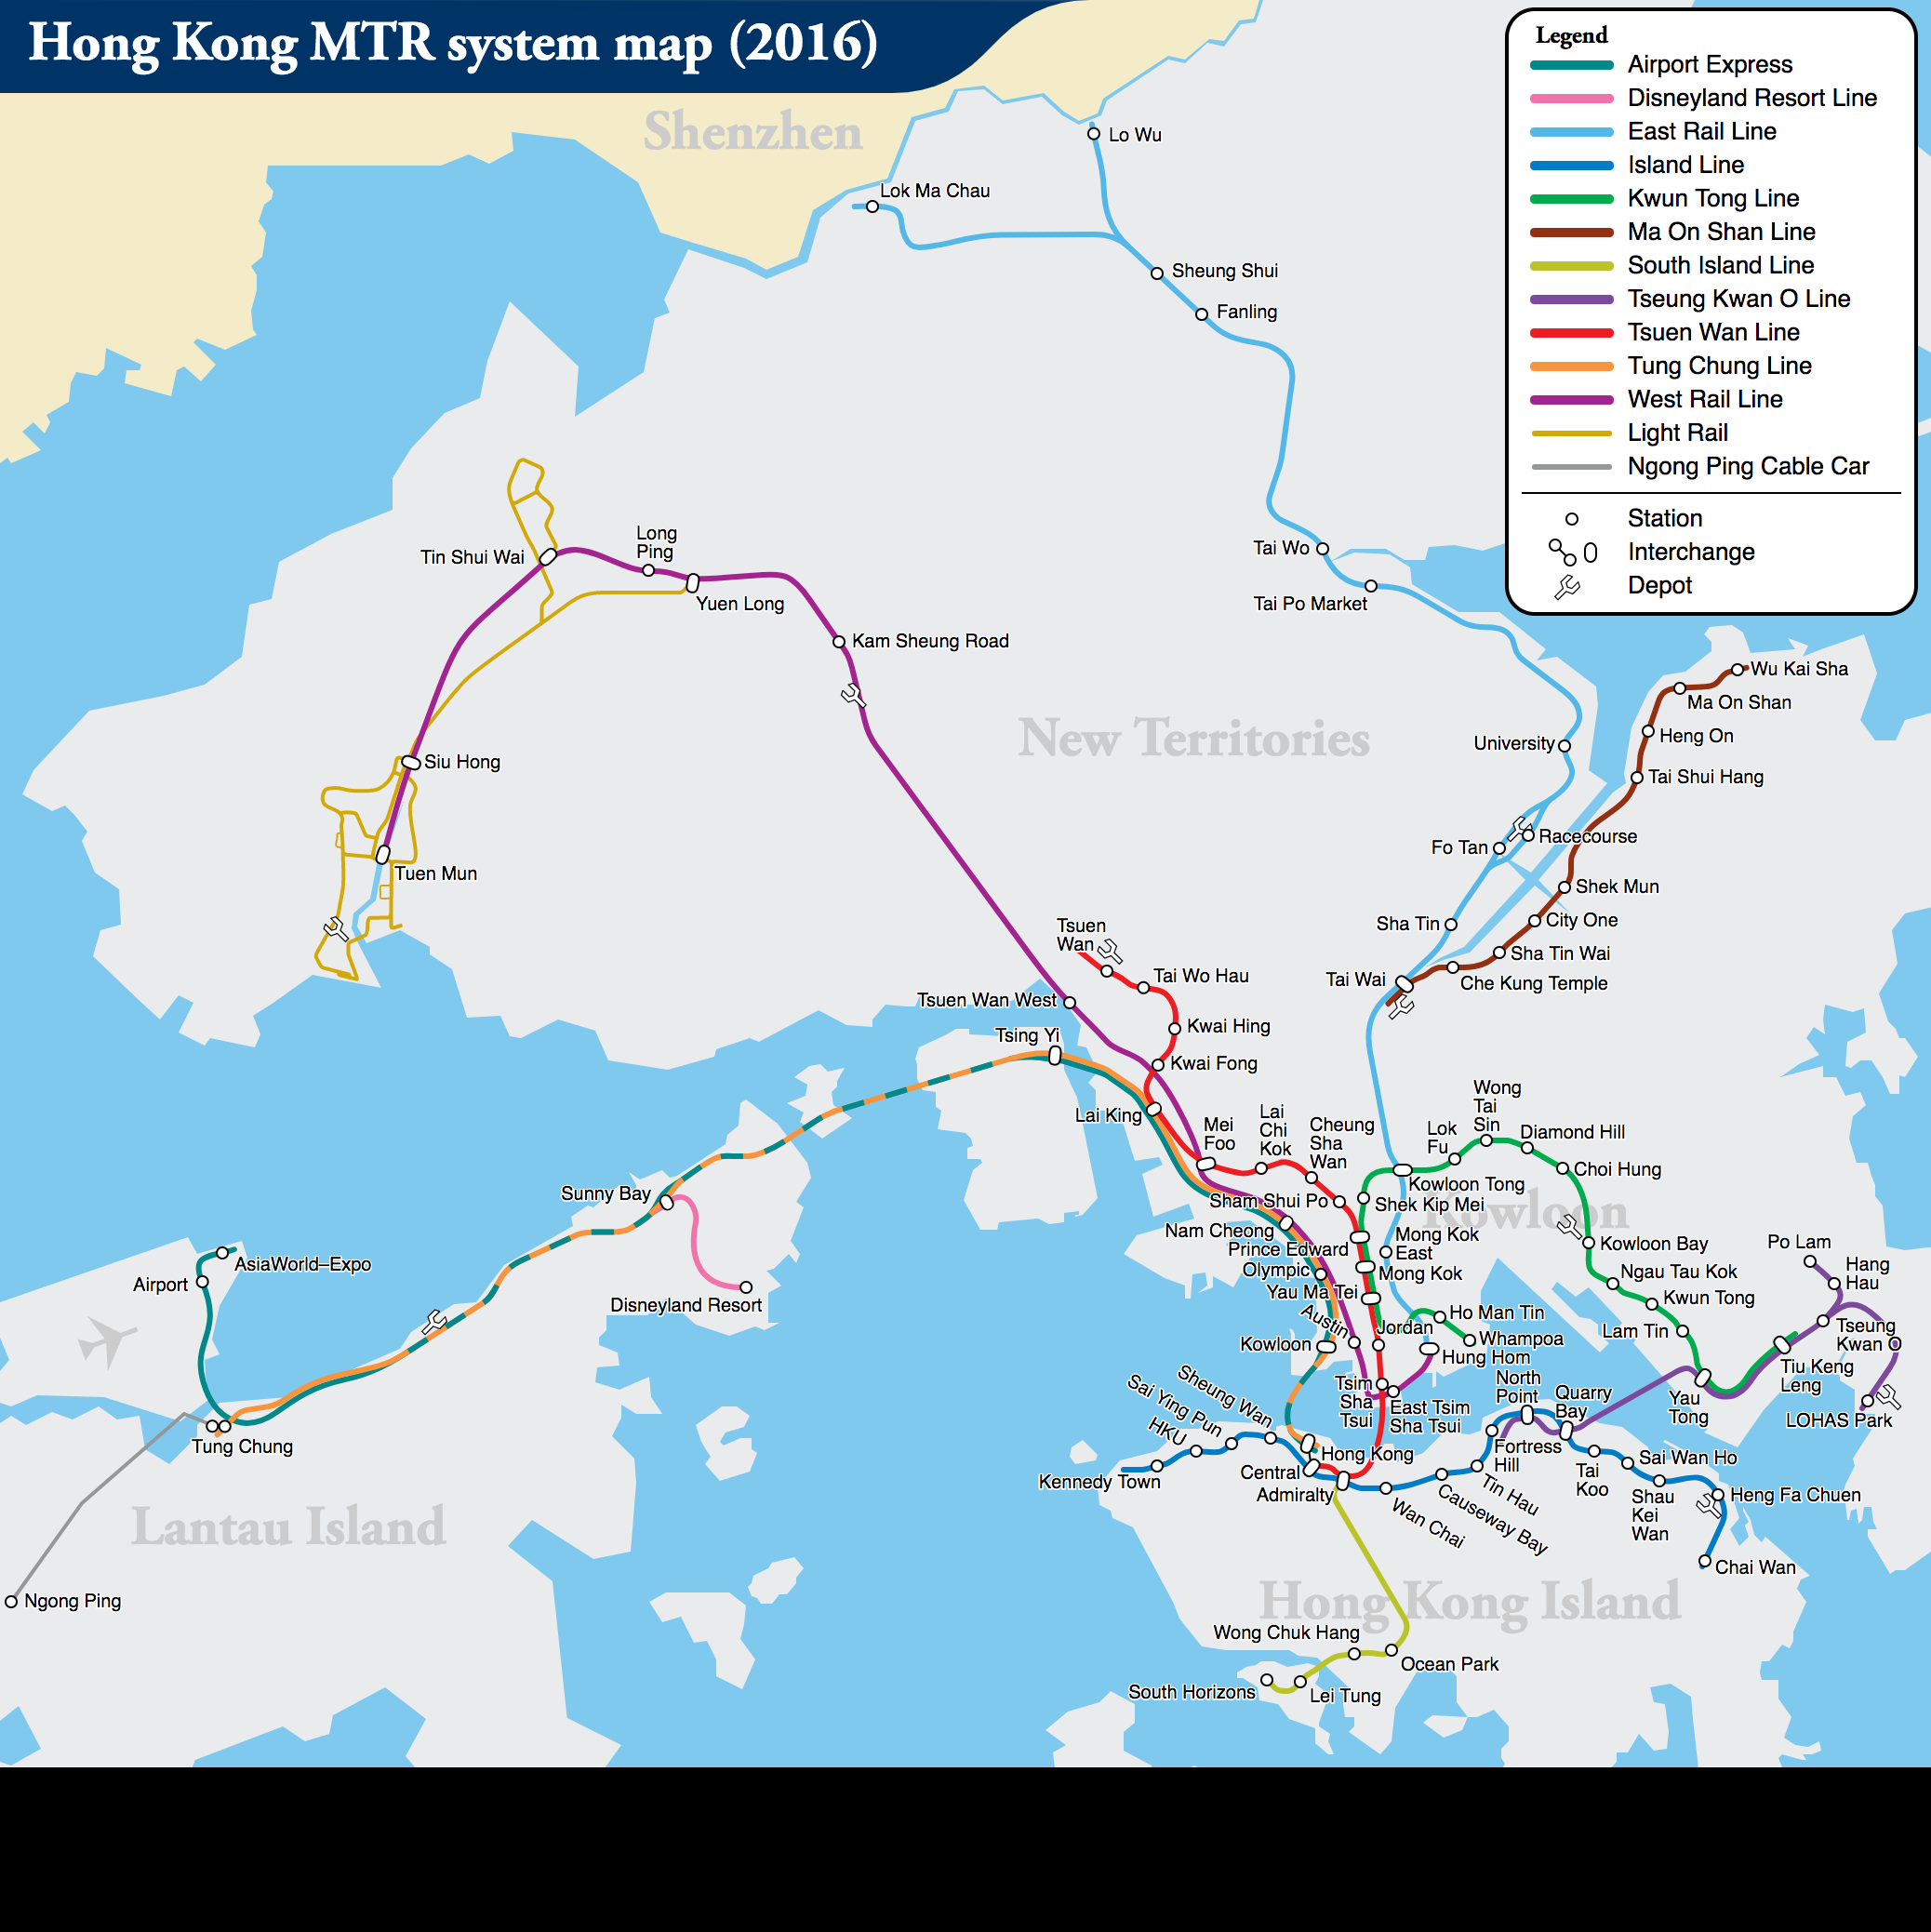 Hong Kong MTR system map (2016)
Legend
Airport Express
Disneyland Resort Line
East Rail Line
Island Line
Kwun Tong Line
Ma On Shan Line
South Island Line
Tseung Kwan O Line
Tsuen Wan Line
Tung Chung Line
West Rail Line
Light Rail
Ngong Ping Cable Car
Station
Interchange
Depot
Shenzhen
Lo Wu
Lok Ma Chau
Sheung Shui
Fanling
Tai Wo
Tai Po Market
Long
Ping
Tin Shui Wai
Yuen Long
Kam Sheung Road
Siu Hong
Tuen Mun
New Territories
Wu Kai Sha
Ma On Shan
Heng On
Tai Shui Hang
University
Racecourse
Fo Tan
Shek Mun
City One
Sha Tin
Sha Tin Wai
Tai Wai
Che Kung Temple
Tsuen
Wan
Tai Wo Hau
Tsuen Wan West
Kwai Hing
Tsing Yi
Kwai Fong
Lai King
Mei
Foo
Lai
Chi
Kok
Cheung
Sha
Wan
Lok
Fu
Wong
Tai
Sin
Diamond Hill
Choi Hung
Kowloon Tong
Sham Shui Po
Shek Kip Mei
Kowloon
Nam Cheong
Prince Edward
Mong Kok
East
Olympic
Mong Kok
Yau Ma Tei
Kowloon Bay
Ngau Tau Kok
Kwun Tong
Lam Tin
Po Lam
Hang
Hau
Tseung
Kwan O
Tiu Keng
Leng
Yau
Tong
LOHAS Park
Austin
Jordan
Ho Man Tin
Whampoa
Hung Hom
Kowloon
Tsim
Sha
Tsui
East Tsim
Sha Tsui
North
Point
Quarry
Bay
Sunny Bay
Disneyland Resort
AsiaWorld–Expo
Airport
Tung Chung
Lantau Island
Ngong Ping
Sheung Wan
Sai Ying Pun
HKU
Kennedy Town
Hong Kong
Central
Admiralty
Wan Chai
Causeway Bay
Tin Hau
Fortress
Hill
Tai
Koo
Sai Wan Ho
Shau
Kei
Wan
Heng Fa Chuen
Chai Wan
Hong Kong Island
Wong Chuk Hang
Ocean Park
South Horizons
Lei Tung